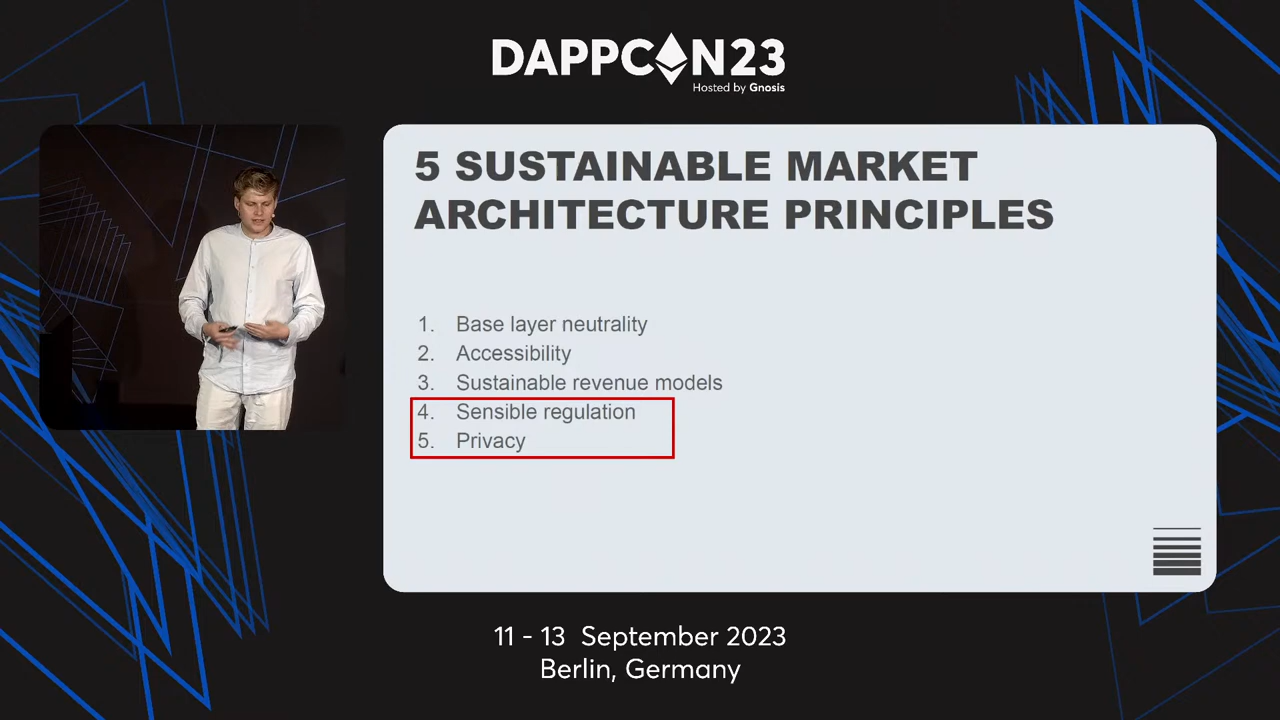 DAPPCON23
Hosted by Gnosis
5 SUSTAINABLE MARKET
ARCHITECTURE PRINCIPLES
1. Base layer neutrality
2. Accessibility
3. Sustainable revenue models
4. Sensible regulation
5. Privacy
11 - 13 September 2023
Berlin, Germany